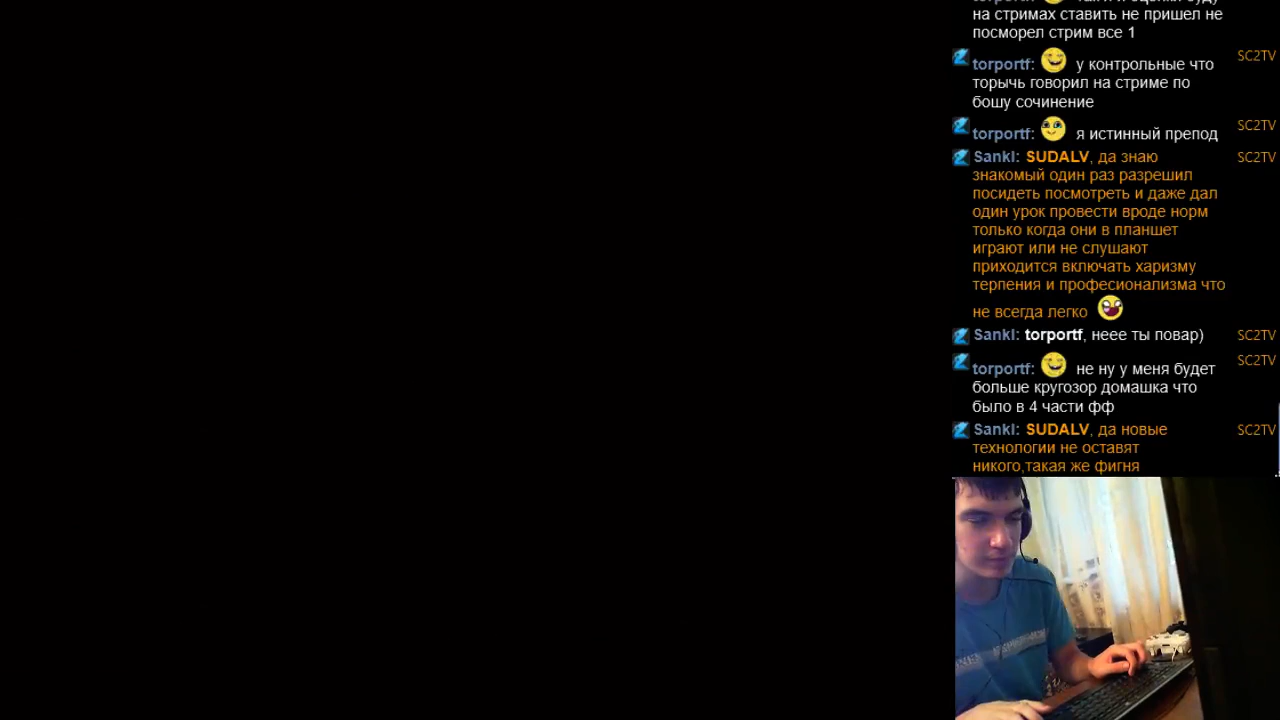 на стримах ставить не пришел не
посморел стрим все 1
torportf: у контрольные что SC2TV
торычь говорил на стриме по
бошу сочинение
torportf: я истинный препод SC2TV
Sankl: SUDALV, да знаю SC2TV
знакомый один раз разрешил
посидеть посмотреть и даже дал
один урок провести вроде норм
только когда они в планшет
играют или не слушают
приходится включать харизму
терпения и професионализма что
не всегда легко
Sankl: torportf, неее ты повар) SC2TV
torportf: не ну у меня будет SC2TV
больше кругозор домашка что
было в 4 части фф
Sankl: SUDALV, да новые SC2TV
технологии не оставят
никого,такая же фигня